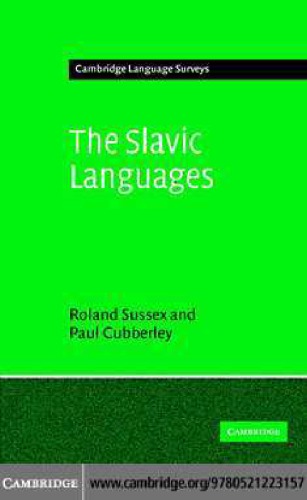 Cambridge Language Surveys
The Slavic
Languages
Roland Sussex and
Paul Cubberley
CAMBRIDGE
CAMBRIDGE www.cambridge.org/9780521223157